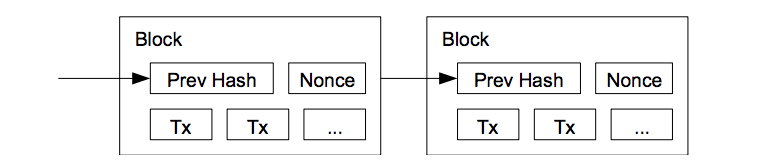 Block
Prev Hash Nonce
Tx Tx ...
Block
Prev Hash Nonce
Tx Tx ...